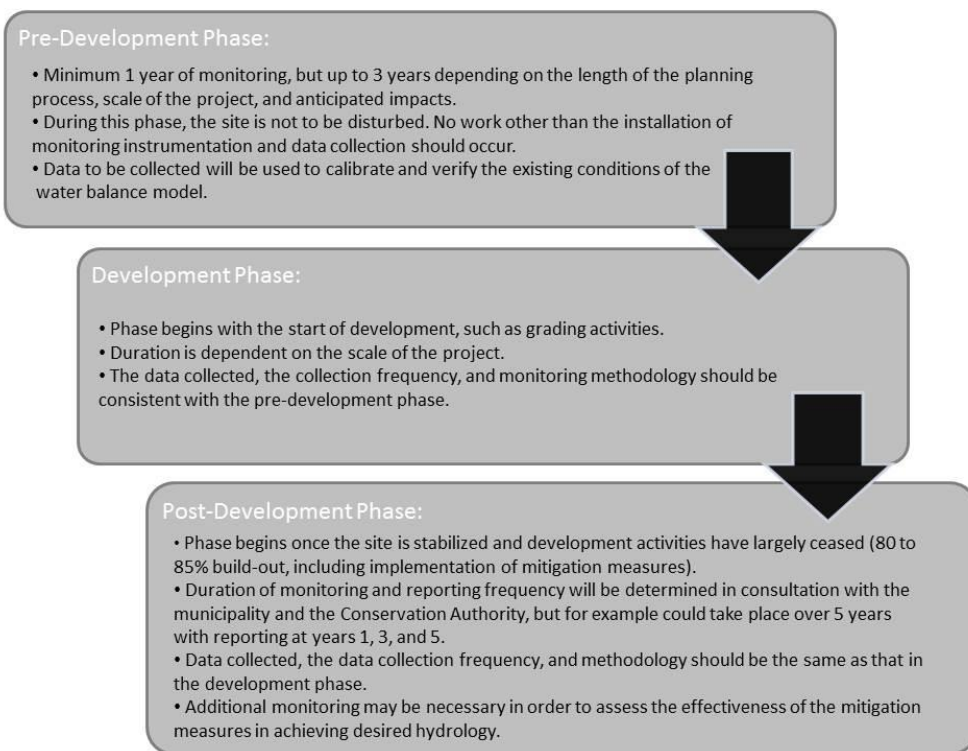 Pre-Development Phase:
• Minimum 1 year of monitoring, but up to 3 years depending on the length of the planning
process, scale of the project, and anticipated impacts.
• During this phase, the site is not to be disturbed. No work other than the installation of
monitoring instrumentation and data collection should occur.
• Data to be collected will be used to calibrate and verify the existing conditions of the
water balance model.
Development Phase:
• Phase begins with the start of development, such as grading activities.
• Duration is dependent on the scale of the project.
• The data collected, the collection frequency, and monitoring methodology should be
consistent with the pre-development phase.
Post-Development Phase:
• Phase begins once the site is stabilized and development activities have largely ceased (80 to
85% build-out, including implementation of mitigation measures).
• Duration of monitoring and reporting frequency will be determined in consultation with the
municipality and the Conservation Authority, but for example could take place over 5 years
with reporting at years 1, 3, and 5.
• Data collected, the data collection frequency, and methodology should be the same as that in
the development phase.
• Additional monitoring may be necessary in order to assess the effectiveness of the mitigation
measures in achieving desired hydrology.